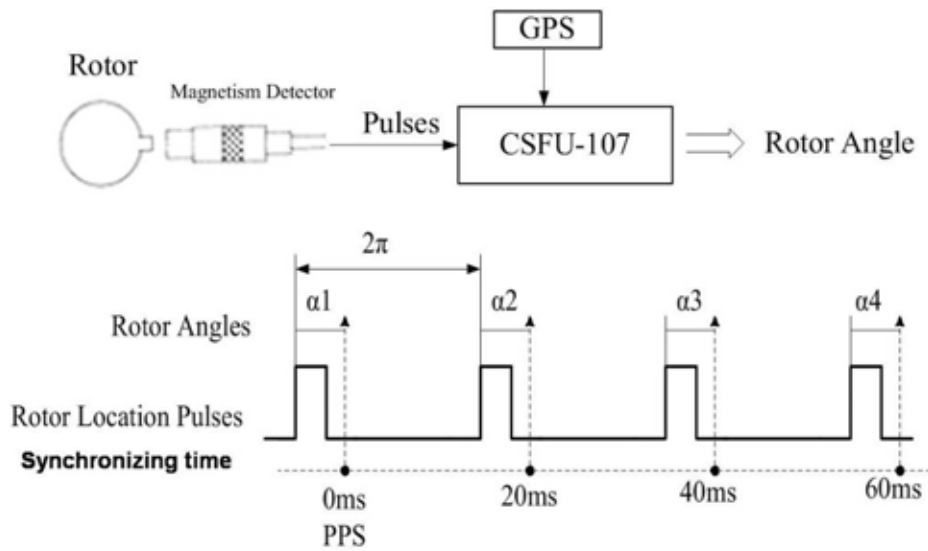 GPS
Rotor
Magnetism Detector
Pulses
CSFU-107
Rotor Angle
2π
α1
α2
α3
α4
Rotor Angles
Rotor Location Pulses
Synchronizing time
0ms
20ms
40ms
60ms
PPS